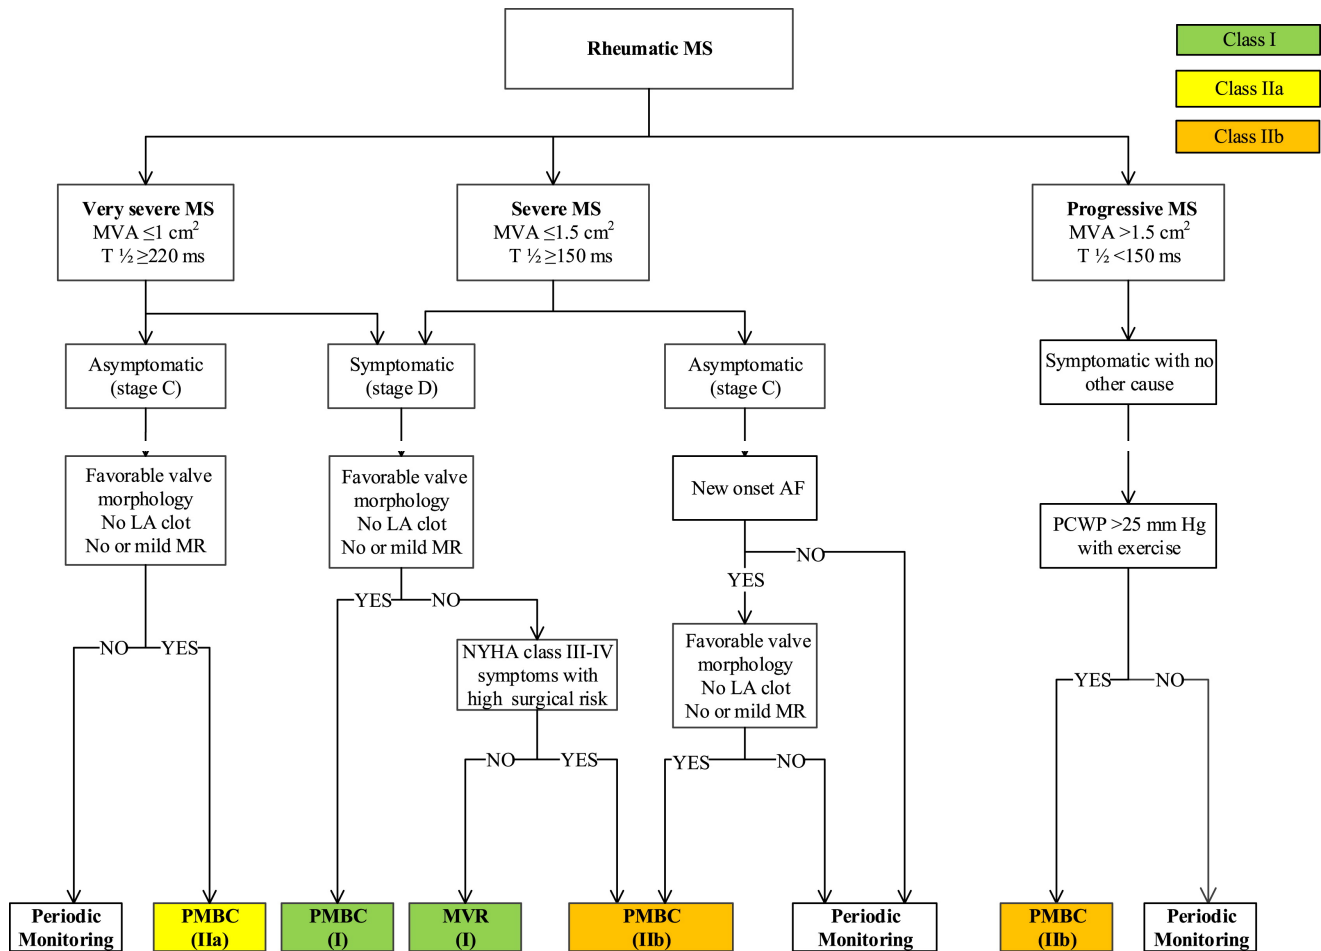 Rheumatic MS
Class I
Class IIa
Class IIb
Very severe MS
MVA ≤1 cm²
T ½ ≥220 ms
Severe MS
MVA ≤1.5 cm²
T ½ ≥150 ms
Progressive MS
MVA >1.5 cm²
T ½ <150 ms
Asymptomatic
(stage C)
Symptomatic
(stage D)
Asymptomatic
(stage C)
Symptomatic with no
other cause
Favorable valve
morphology
No LA clot
No or mild MR
Favorable valve
morphology
No LA clot
No or mild MR
New onset AF
PCWP >25 mm Hg
with exercise
NO
YES
YES
NO
NYHA class III-IV
symptoms with
high surgical risk
Favorable valve
morphology
No LA clot
No or mild MR
NO
YES
YES
NO
NO
YES
YES
NO
Periodic
Monitoring
PMBC
(IIa)
PMBC
(I)
MVR
(I)
PMBC
(IIb)
Periodic
Monitoring
PMBC
(IIb)
Periodic
Monitoring